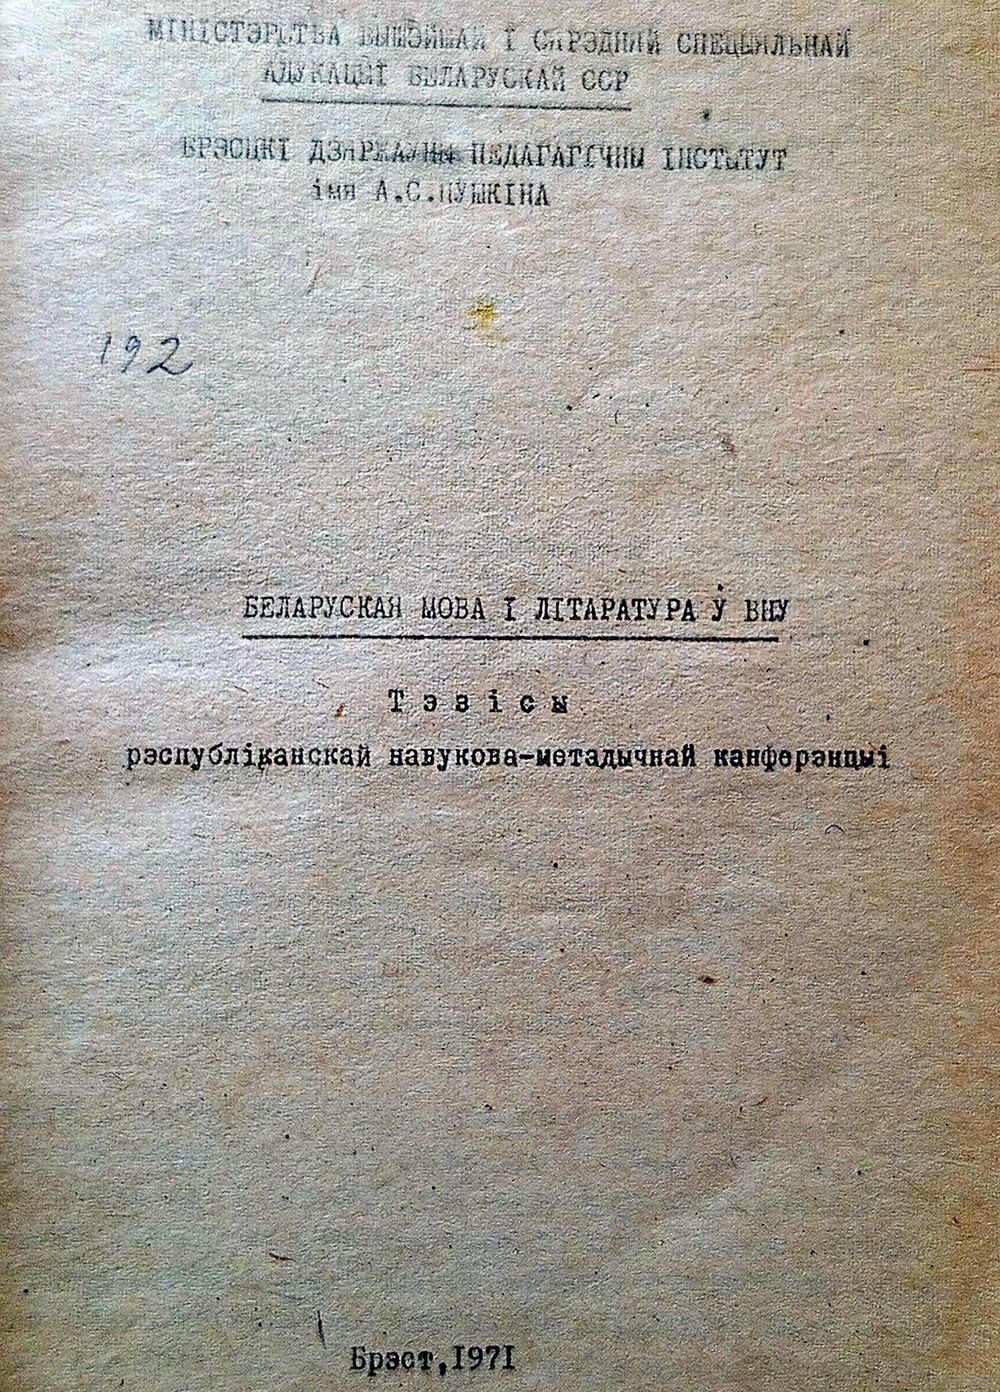 МІНІСТЭРСТВА ВЫШЭЙШАЙ І СЯРЭДНЯЙ СПЕЦЫЯЛЬНАЙ
АДУКАЦЫІ БЕЛАРУСКАЙ ССР
БРЭСЦКІ ДЗЯРЖАУНЫ ПЕДАГАГІЧНЫ ІНСТЫТУТ
імя А.С.ПУШКІНА
192
БЕЛАРУСКАЯ МОВА І ЛІТАРАТУРА Ў ВНУ
Тэзісы
рэспубліканскай навукова-метадычнай канферэнцыі
Брэст,1971